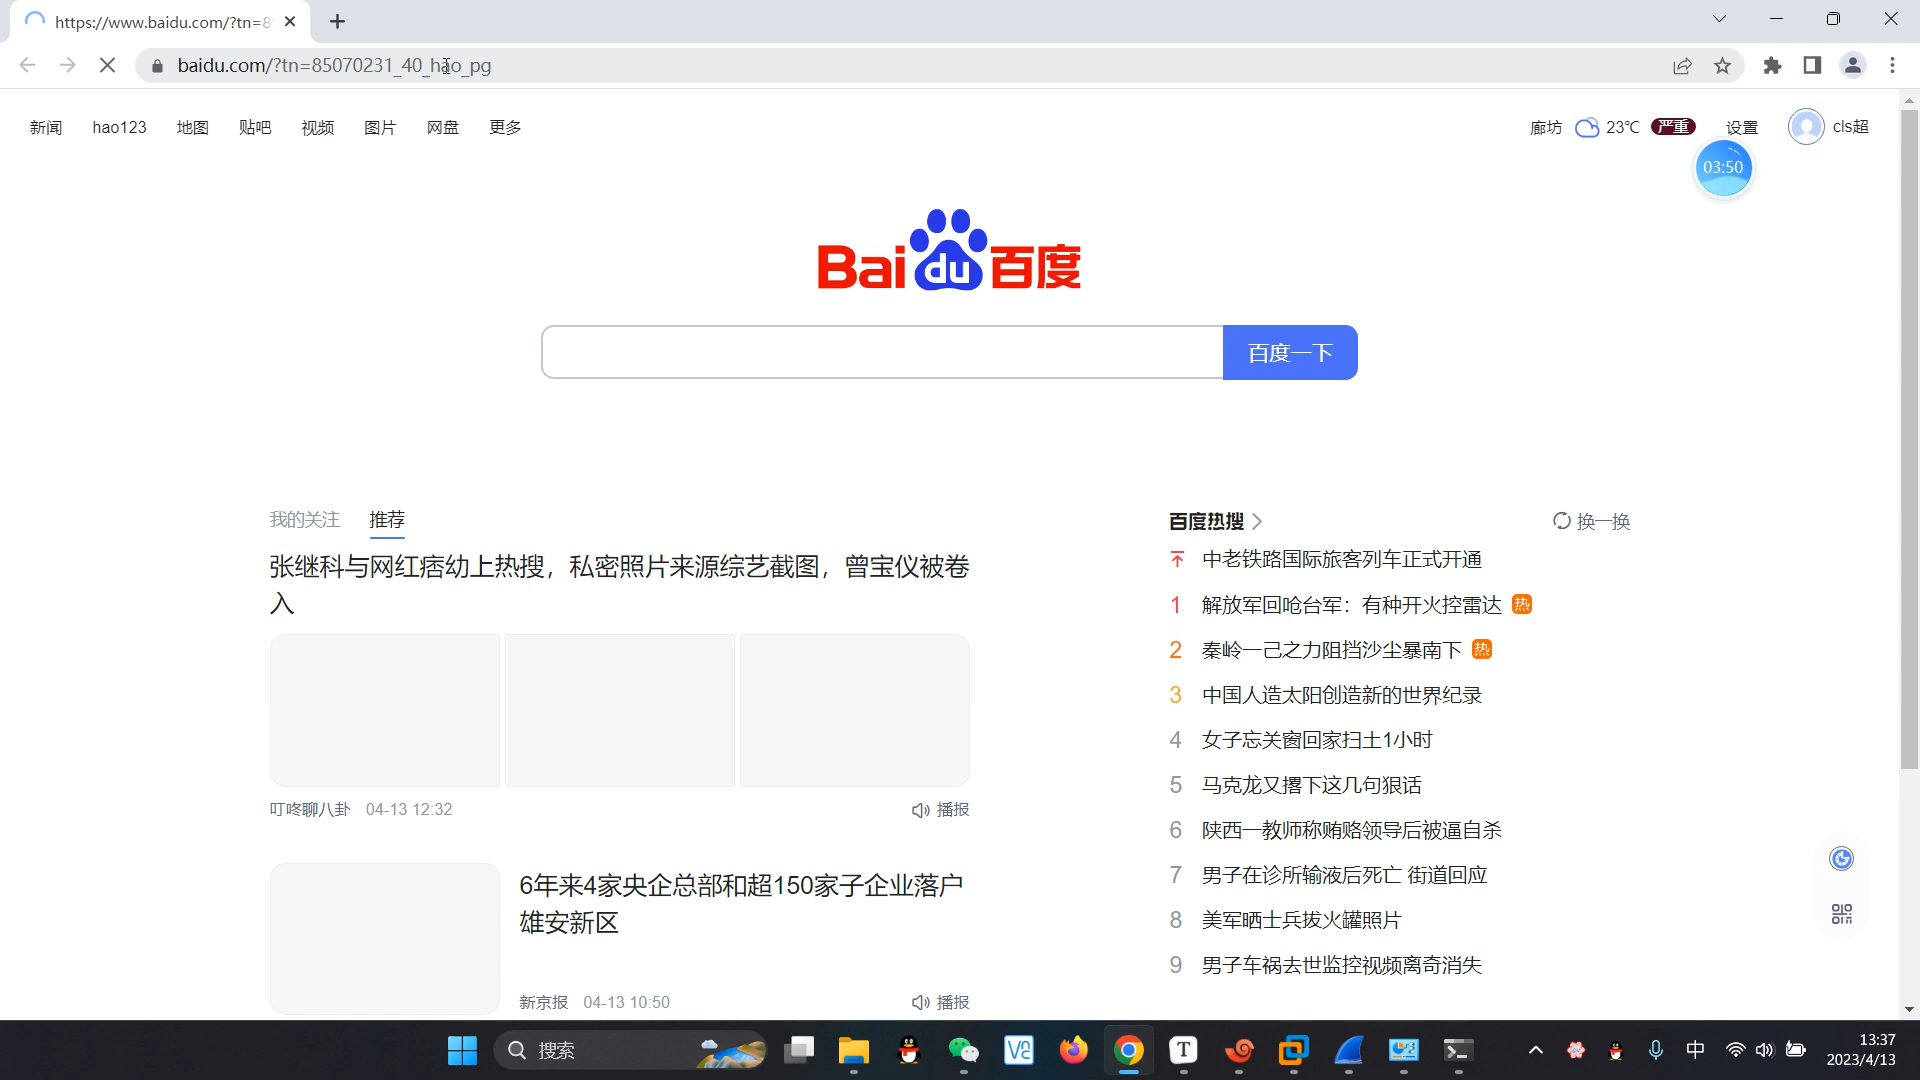 https://www.baidu.com/?tn=8
baidu.com/?tn=85070231_40_hao_pg
新闻 hao123 地图 贴吧 视频 图片 网盘 更多
廊坊 23℃ 严重 设置 cls超
03:50
Bai du 百度
百度一下
我的关注 推荐
张继科与网红痞幼上热搜，私密照片来源综艺截图，曾宝仪被卷
入
叮咚聊八卦 04-13 12:32 播报
6年来4家央企总部和超150家子企业落户
雄安新区
新京报 04-13 10:50 播报
百度热搜 换一换
中老铁路国际旅客列车正式开通
1 解放军回呛台军：有种开火控雷达 热
2 秦岭一己之力阻挡沙尘暴南下 热
3 中国人造太阳创造新的世界纪录
4 女子忘关窗回家扫土1小时
5 马克龙又撂下这几句狠话
6 陕西一教师称贿赂领导后被逼自杀
7 男子在诊所输液后死亡 街道回应
8 美军晒士兵拔火罐照片
9 男子车祸去世监控视频离奇消失
搜索
T
中
13:37
2023/4/13